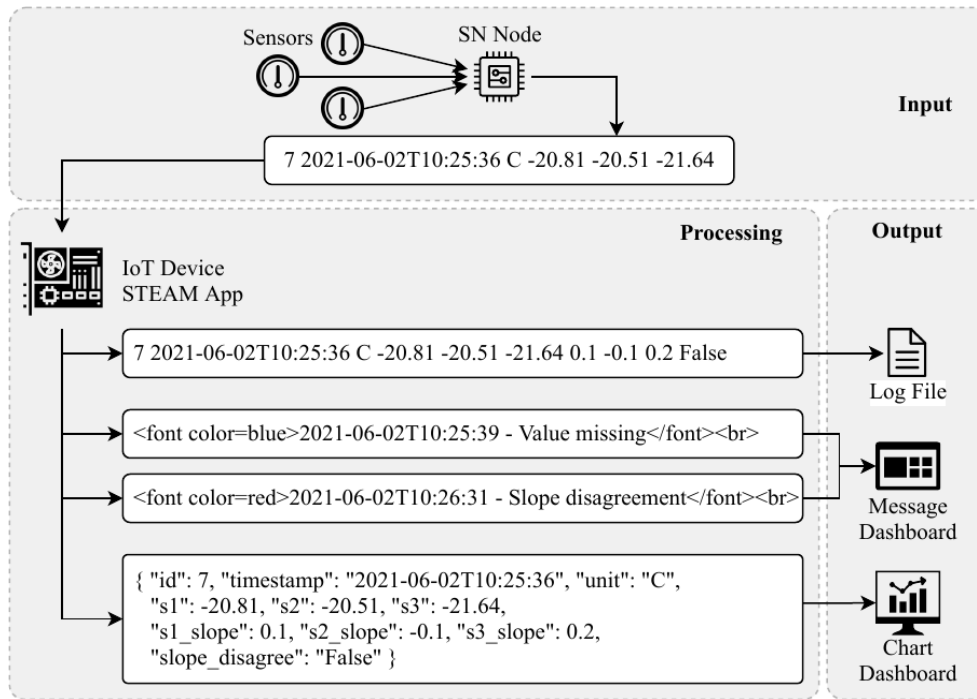 Sensors
SN Node
Input
7 2021-06-02T10:25:36 C -20.81 -20.51 -21.64
Processing
Output
IoT Device
STEAM App
7 2021-06-02T10:25:36 C -20.81 -20.51 -21.64 0.1 -0.1 0.2 False
Log File
<font color=blue>2021-06-02T10:25:39 - Value missing</font><br>
<font color=red>2021-06-02T10:26:31 - Slope disagreement</font><br>
Message
Dashboard
{ "id": 7, "timestamp": "2021-06-02T10:25:36", "unit": "C",
"s1": -20.81, "s2": -20.51, "s3": -21.64,
"s1_slope": 0.1, "s2_slope": -0.1, "s3_slope": 0.2,
"slope_disagree": "False" }
Chart
Dashboard